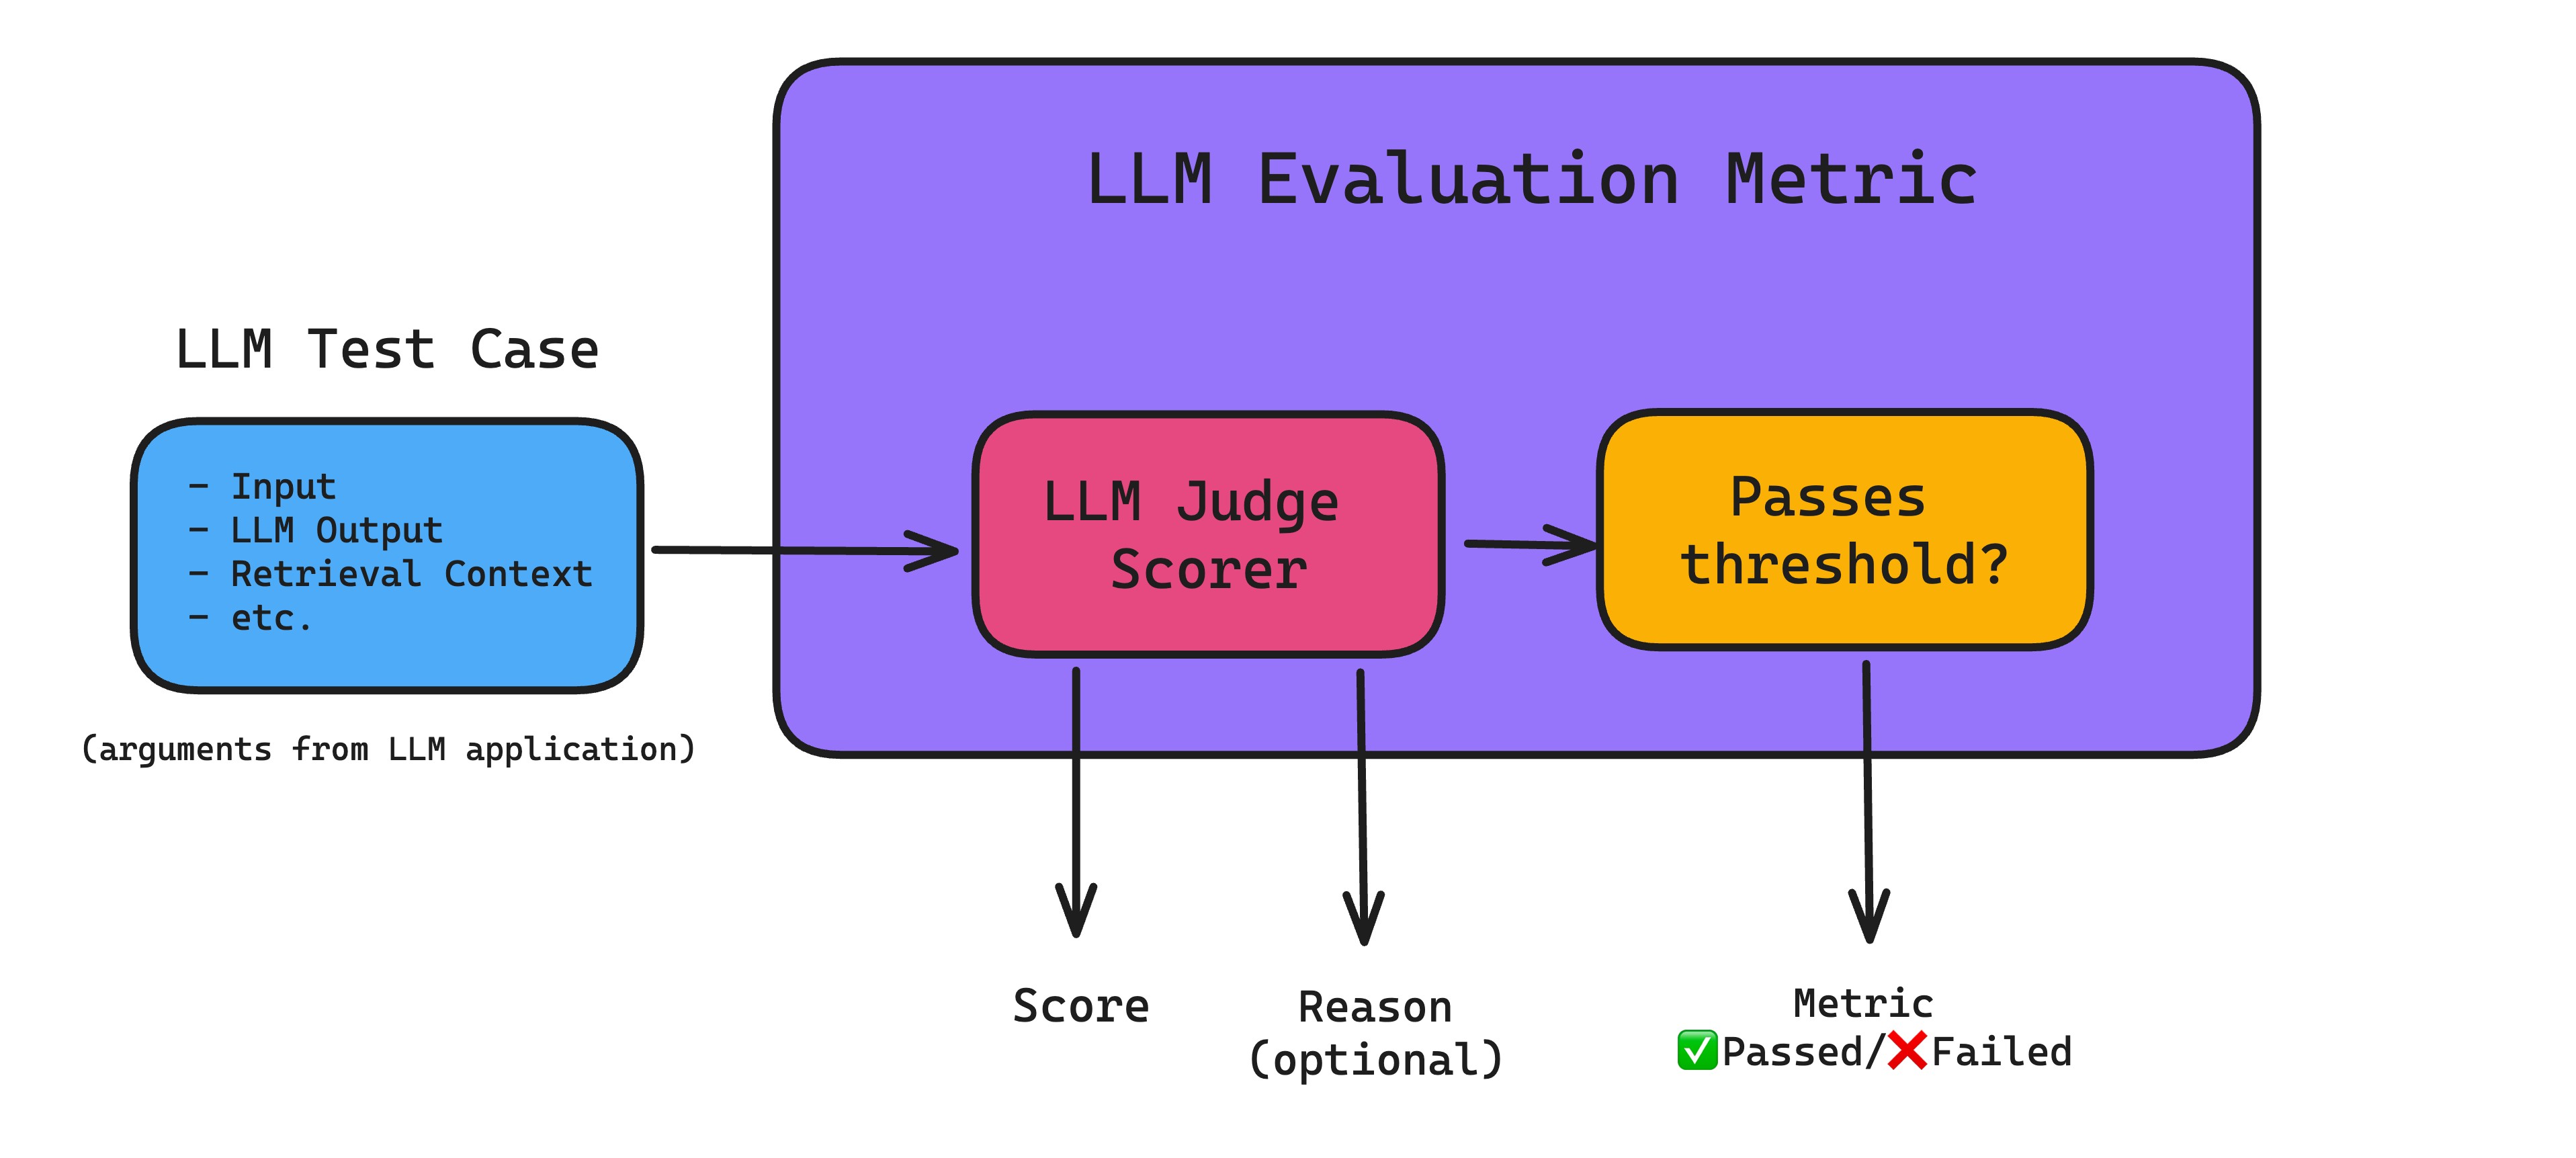 LLM Evaluation Metric
LLM Test Case
- Input
- LLM Output
- Retrieval Context
- etc.
(arguments from LLM application)
LLM Judge
Scorer
Passes
threshold?
Score
Reason
(optional)
Metric
✅Passed/❌Failed